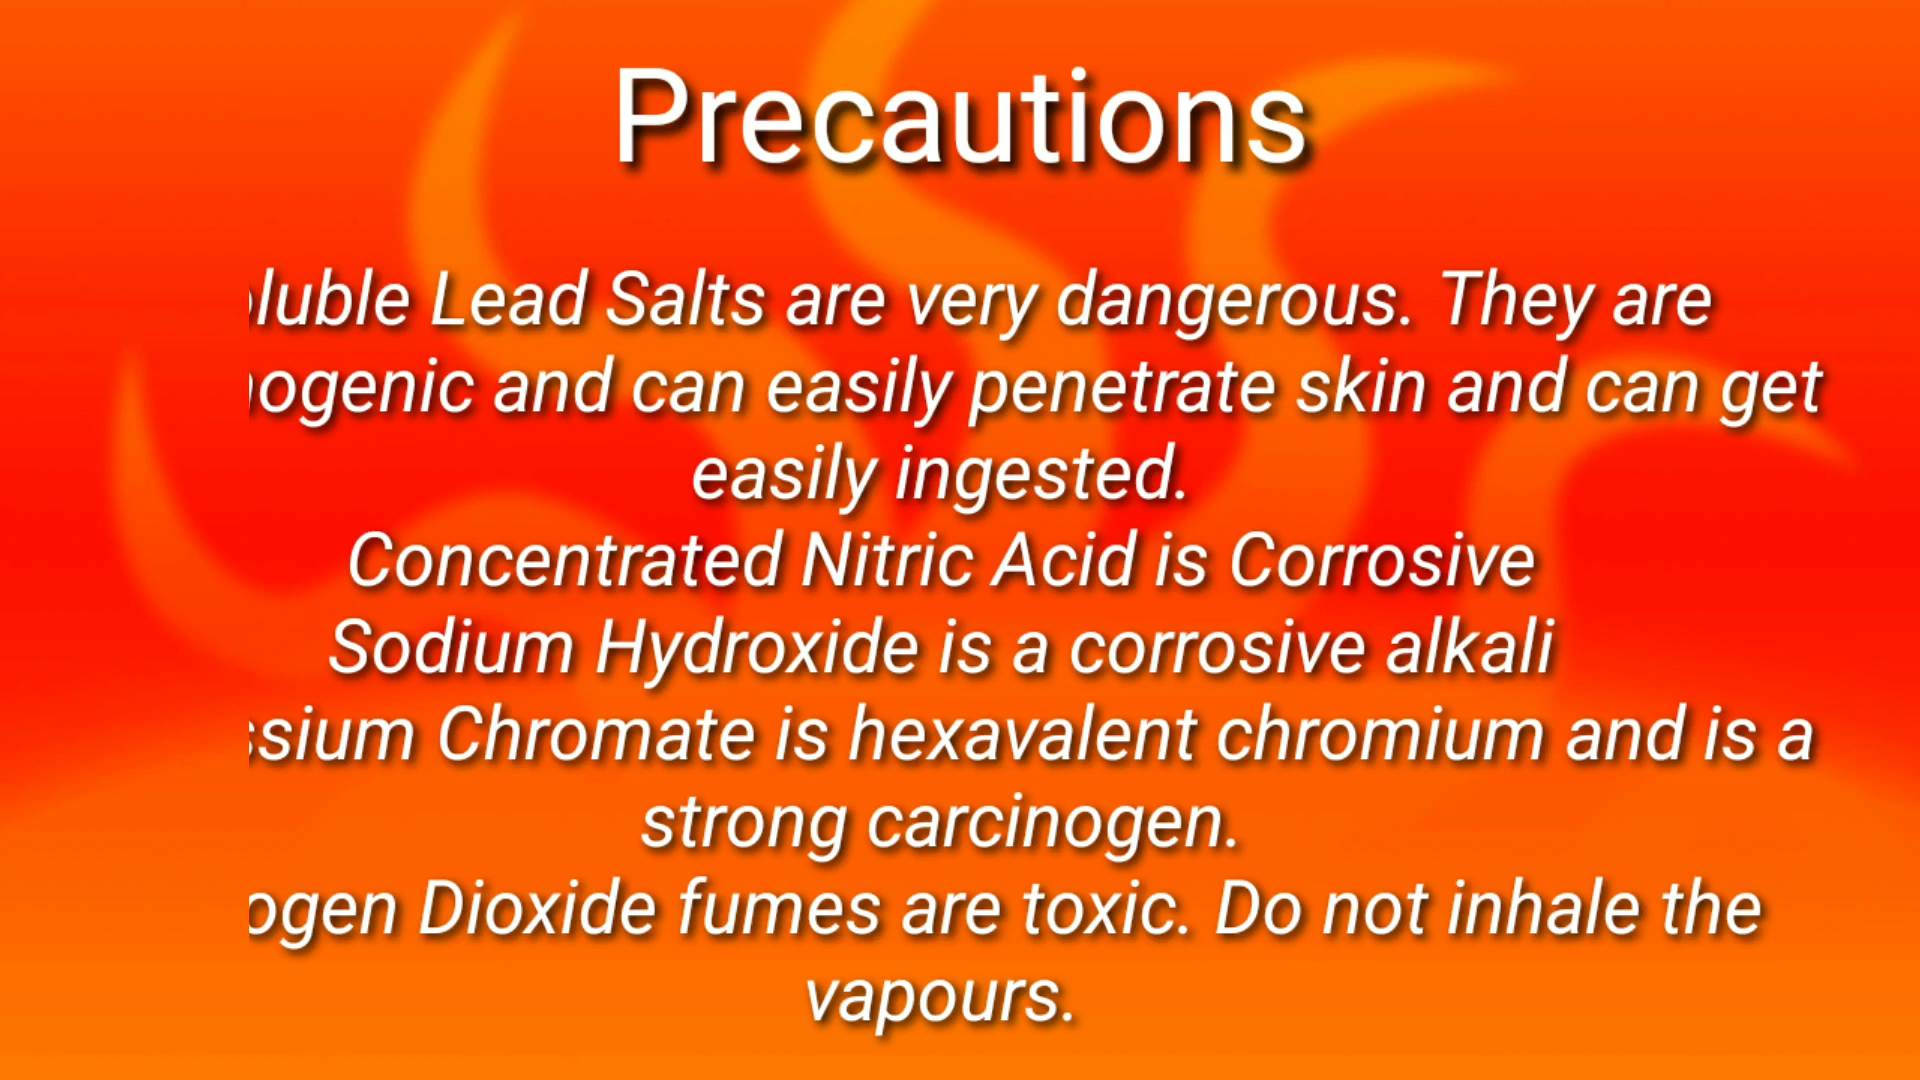 Precautions
luble Lead Salts are very dangerous. They are
ogenic and can easily penetrate skin and can get
easily ingested.
Concentrated Nitric Acid is Corrosive
Sodium Hydroxide is a corrosive alkali
ssium Chromate is hexavalent chromium and is a
strong carcinogen.
ogen Dioxide fumes are toxic. Do not inhale the
vapours.